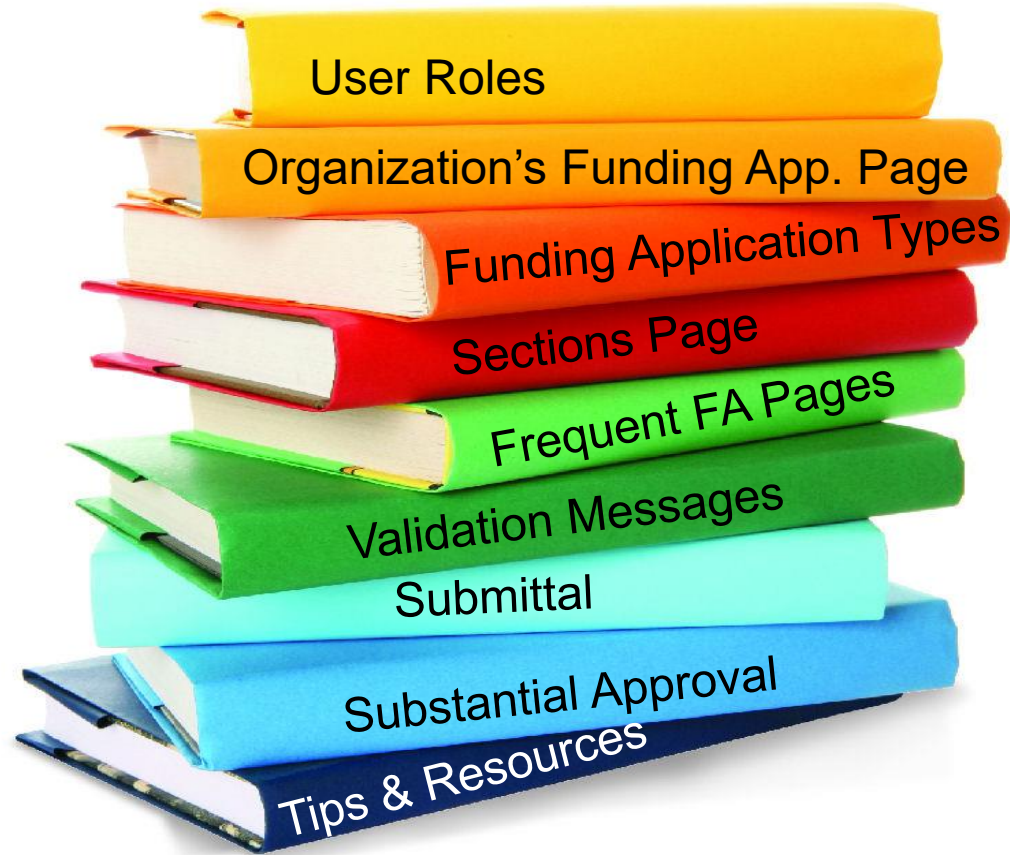 User Roles
Organization’s Funding App. Page
Funding Application Types
Sections Page
Frequent FA Pages
Validation Messages
Submittal
Substantial Approval
Tips & Resources